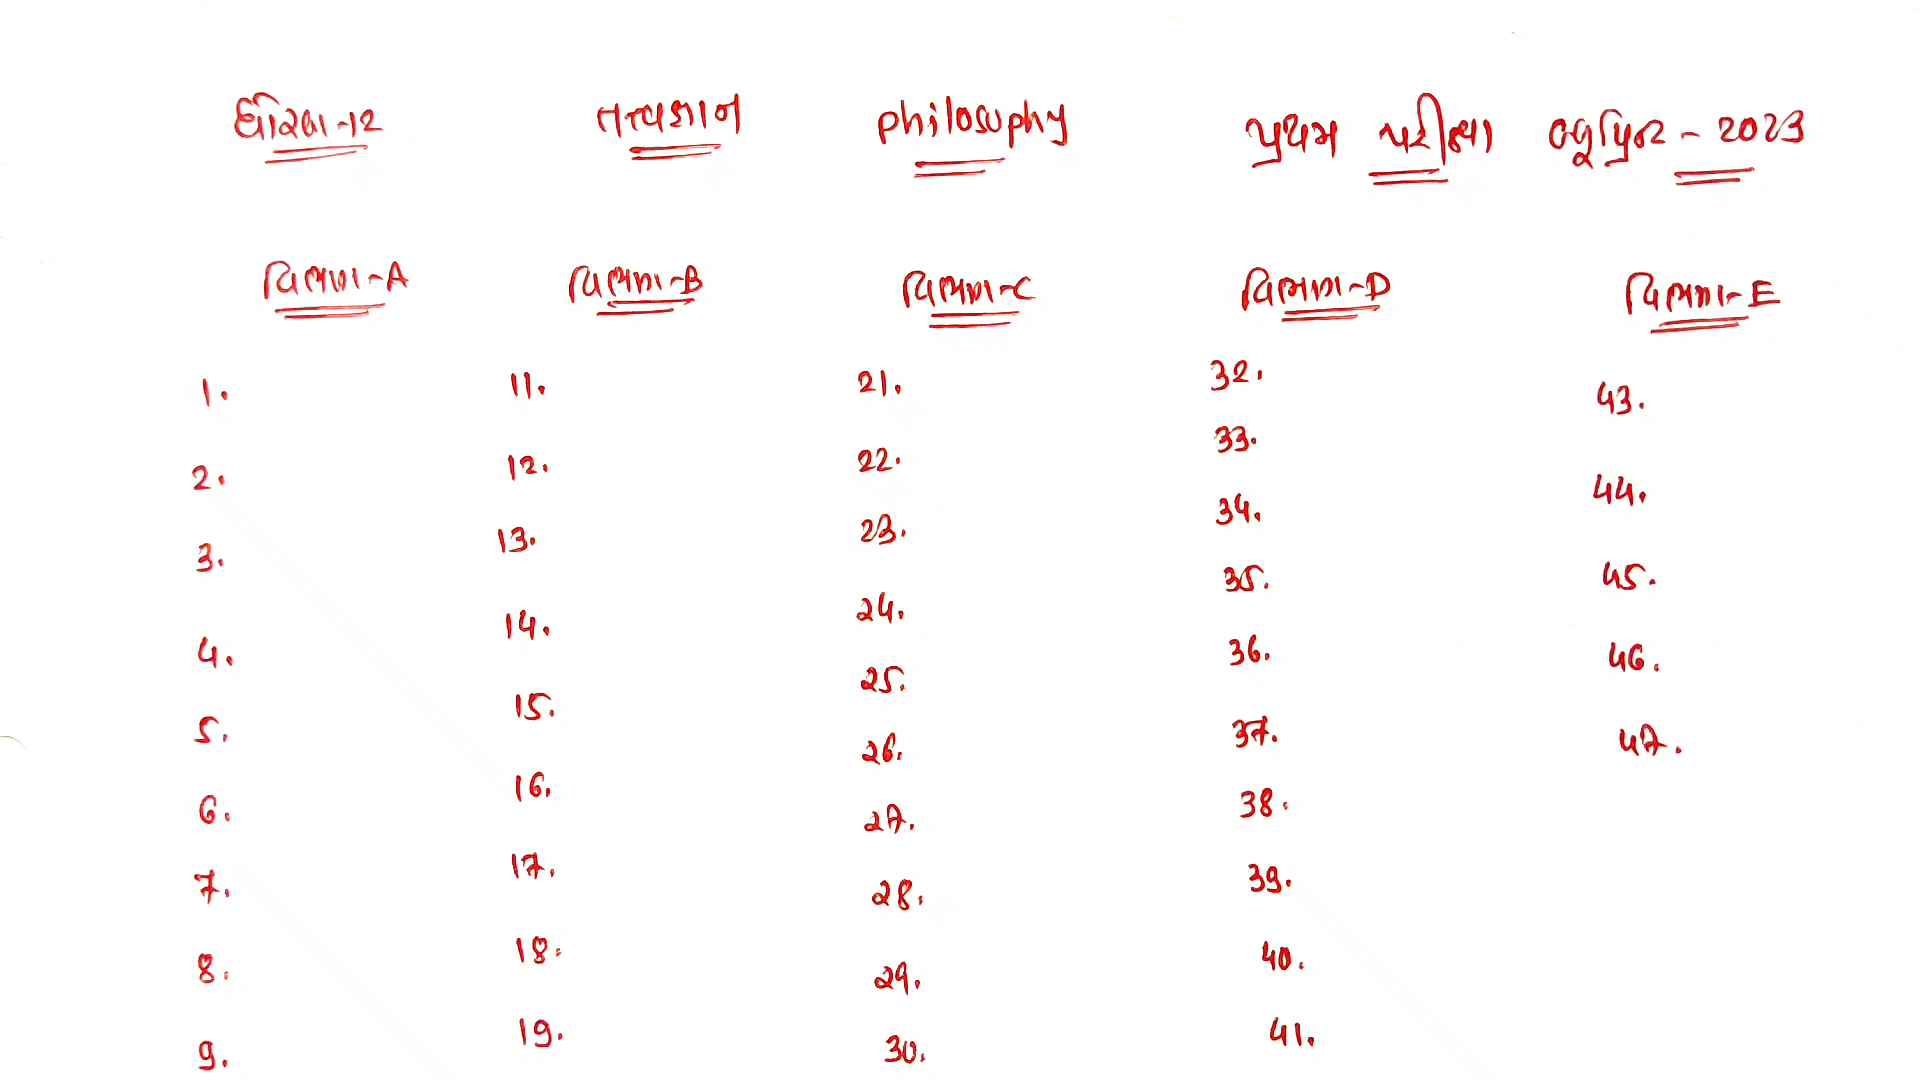 ધોરણ-12 તત્વજ્ઞાન philosophy પ્રથમ પરીક્ષા બ્લુપ્રિન્ટ - 2023
વિભાગ-A વિભાગ-B વિભાગ-C વિભાગ-D વિભાગ-E
1. 11. 21. 32. 43.
2. 12. 22. 33. 44.
3. 13. 23. 34. 45.
4. 14. 24. 35. 46.
5. 15. 25. 36. 47.
6. 16. 26. 37.
7. 17. 27. 38.
8. 18. 28. 39.
9. 19. 29. 40.
30. 41.